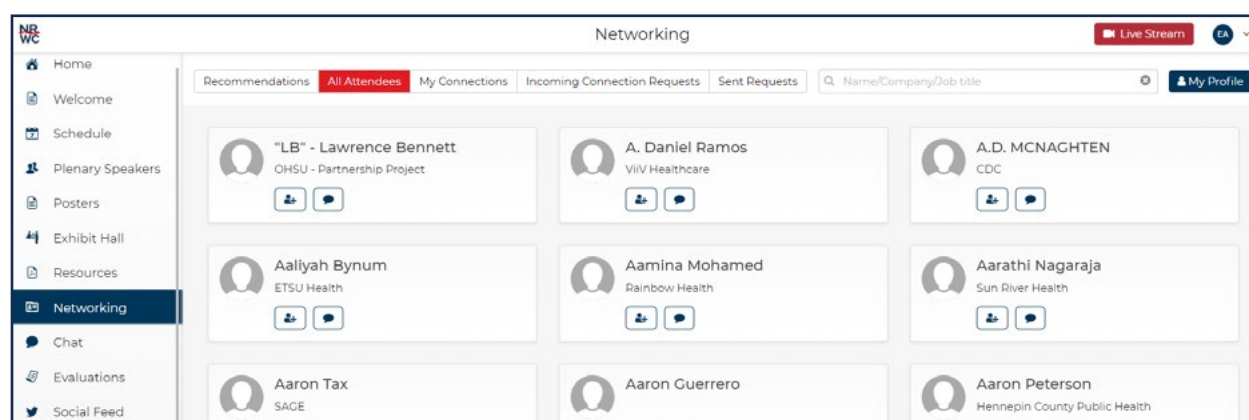 NR
WC
Networking
Live Stream
EA
Home
Welcome
Schedule
Plenary Speakers
Posters
Exhibit Hall
Resources
Networking
Chat
Evaluations
Social Feed
Recommendations
All Attendees
My Connections
Incoming Connection Requests
Sent Requests
Name/Company/Job title
My Profile
"LB" - Lawrence Bennett
OHSU - Partnership Project
A. Daniel Ramos
ViiV Healthcare
A.D. MCNAGHTEN
CDC
Aaliyah Bynum
ETSU Health
Aamina Mohamed
Rainbow Health
Aarathi Nagaraja
Sun River Health
Aaron Tax
SAGE
Aaron Guerrero
Aaron Peterson
Hennepin County Public Health